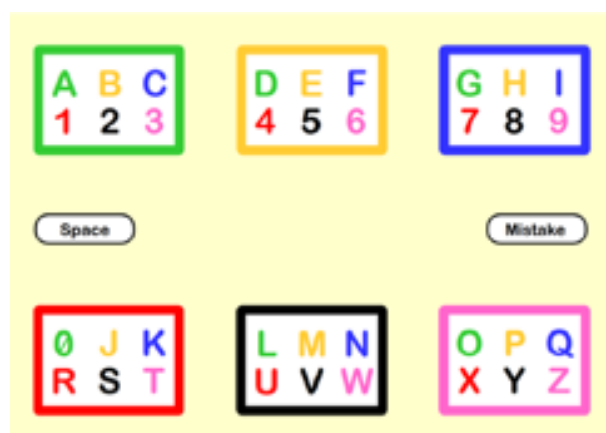 A B C D E F G H I
1 2 3 4 5 6 7 8 9
Space Mistake
0 J K L M N O P Q
R S T U V W X Y Z